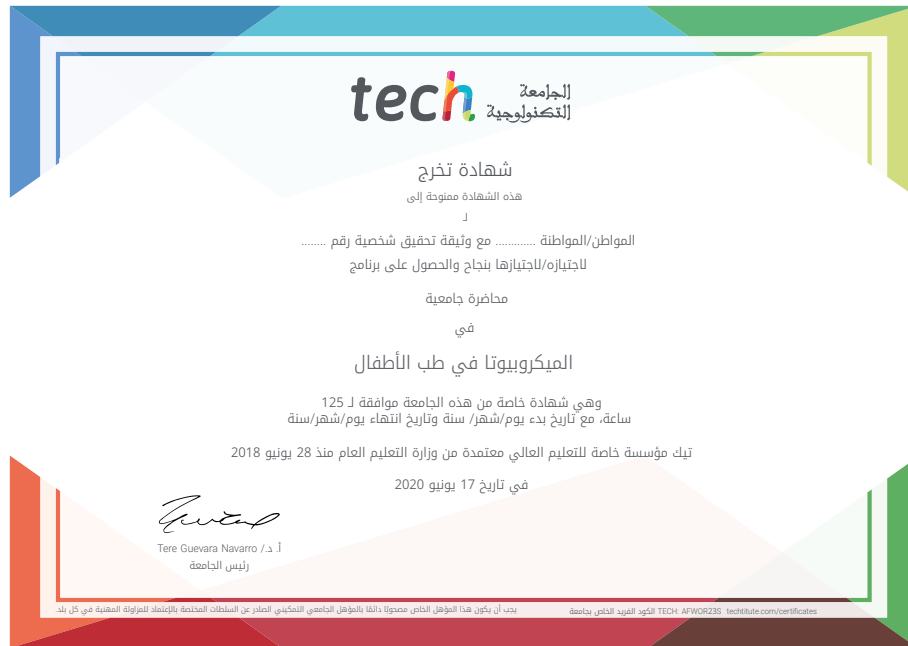 tech الجامعة
التكنولوجية
شهادة تخرج
هذه الشهادة ممنوحة إلى
لـ
المواطن/المواطنة ............ مع وثيقة تحقيق شخصية رقم ........
لاجتيازه/لاجتيازها بنجاح والحصول على برنامج
محاضرة جامعية
في
الميكروبيوتا في طب الأطفال
وهي شهادة خاصة من هذه الجامعة موافقة لـ 125
ساعة، مع تاريخ بدء يوم/شهر/ سنة وتاريخ انتهاء يوم/شهر/سنة
تيك مؤسسة خاصة للتعليم العالي معتمدة من وزارة التعليم العام منذ 28 يونيو 2018
في تاريخ 17 يونيو 2020
أ. د./ Tere Guevara Navarro
رئيس الجامعة
يجب أن يكون هذا المؤهل الخاص مصحوبًا دائمًا بالمؤهل الجامعي التمكيني الصادر عن السلطات المختصة بالإعتماد للمزاولة المهنية في كل بلد.
الكود الفريد الخاص بجامعة TECH: AFWOR23S techtitute.com/certificates